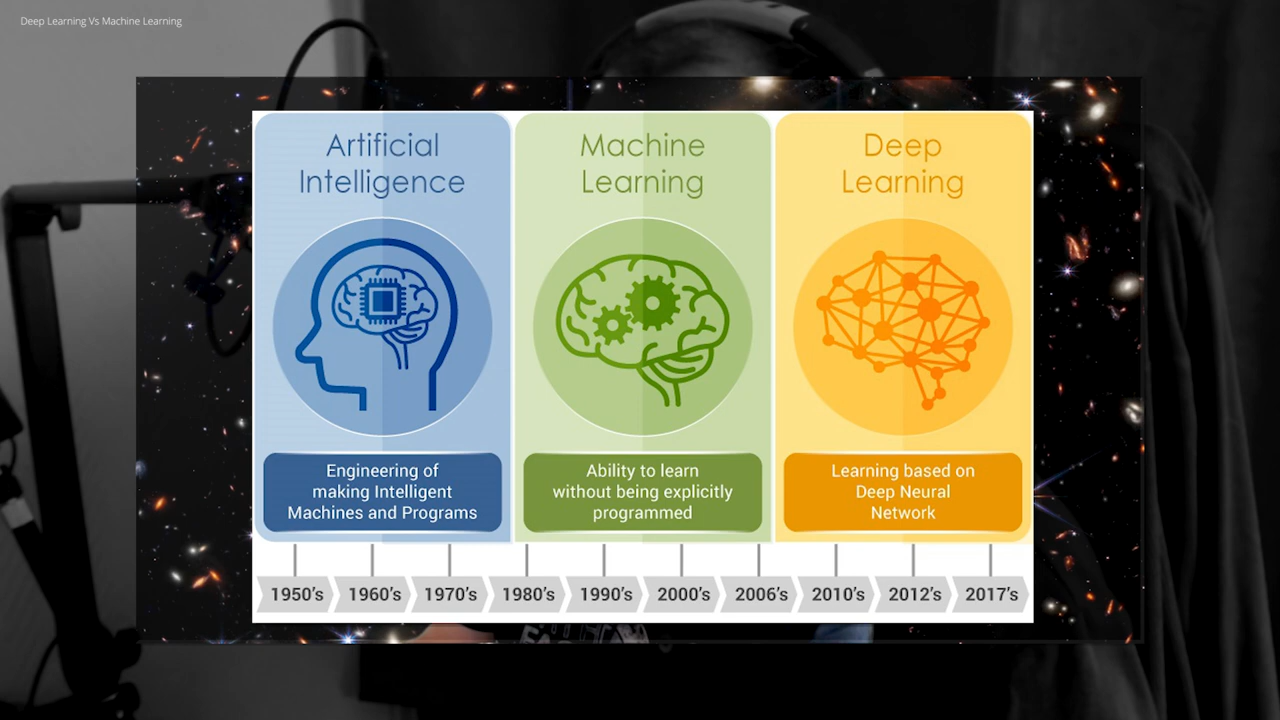 Deep Learning Vs Machine Learning
Artificial
Intelligence
Machine
Learning
Deep
Learning
Engineering of
making Intelligent
Machines and Programs
Ability to learn
without being explicitly
programmed
Learning based on
Deep Neural
Network
1950's 1960's 1970's 1980's 1990's 2000's 2006's 2010's 2012's 2017's